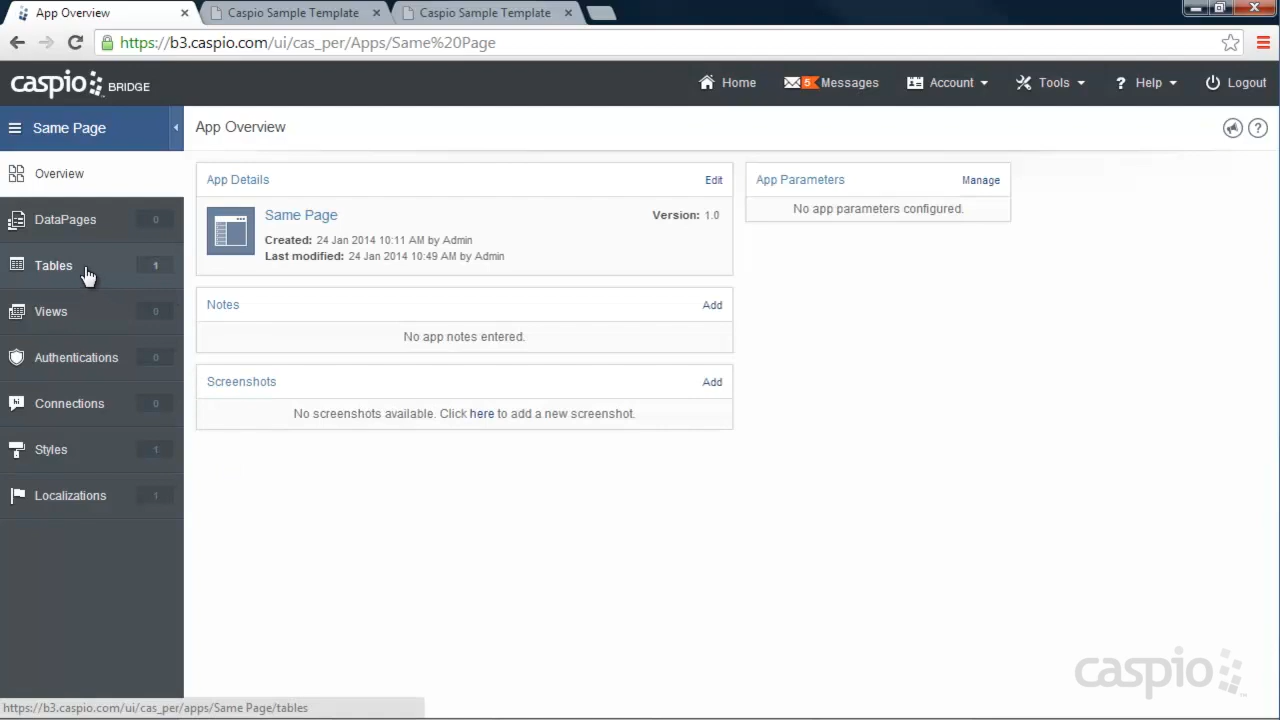 App Overview
Caspio Sample Template
Caspio Sample Template
https://b3.caspio.com/ui/cas_per/Apps/Same%20Page
caspio BRIDGE
Home
5 Messages
Account
Tools
? Help
Logout
Same Page
App Overview
?
Overview
DataPages 0
Tables 1
Views 0
Authentications 0
hi Connections 0
Styles 1
Localizations 1
App Details Edit
Same Page
Version: 1.0
Created: 24 Jan 2014 10:11 AM by Admin
Last modified: 24 Jan 2014 10:49 AM by Admin
App Parameters Manage
No app parameters configured.
Notes Add
No app notes entered.
Screenshots Add
No screenshots available. Click here to add a new screenshot.
caspio
https://b3.caspio.com/ui/cas_per/apps/Same Page/tables